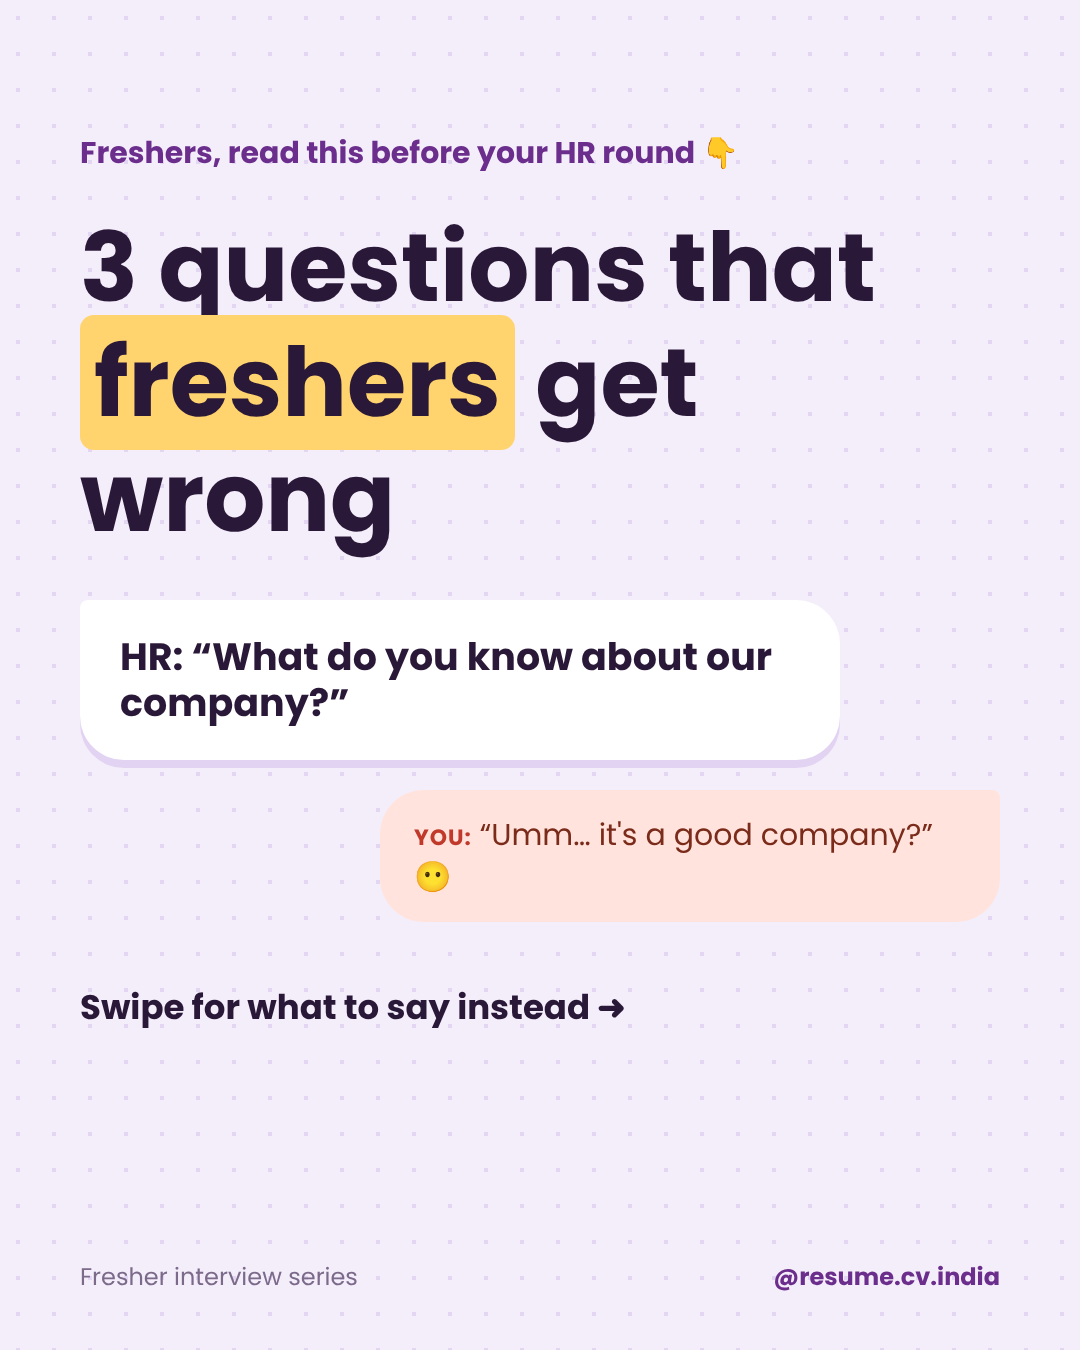 Freshers, read this before your HR round 👇
3 questions that
freshers get
wrong
HR: “What do you know about our
company?”
YOU: “Umm... it's a good company?”
😶
Swipe for what to say instead ➜
Fresher interview series
@resume.cv.india